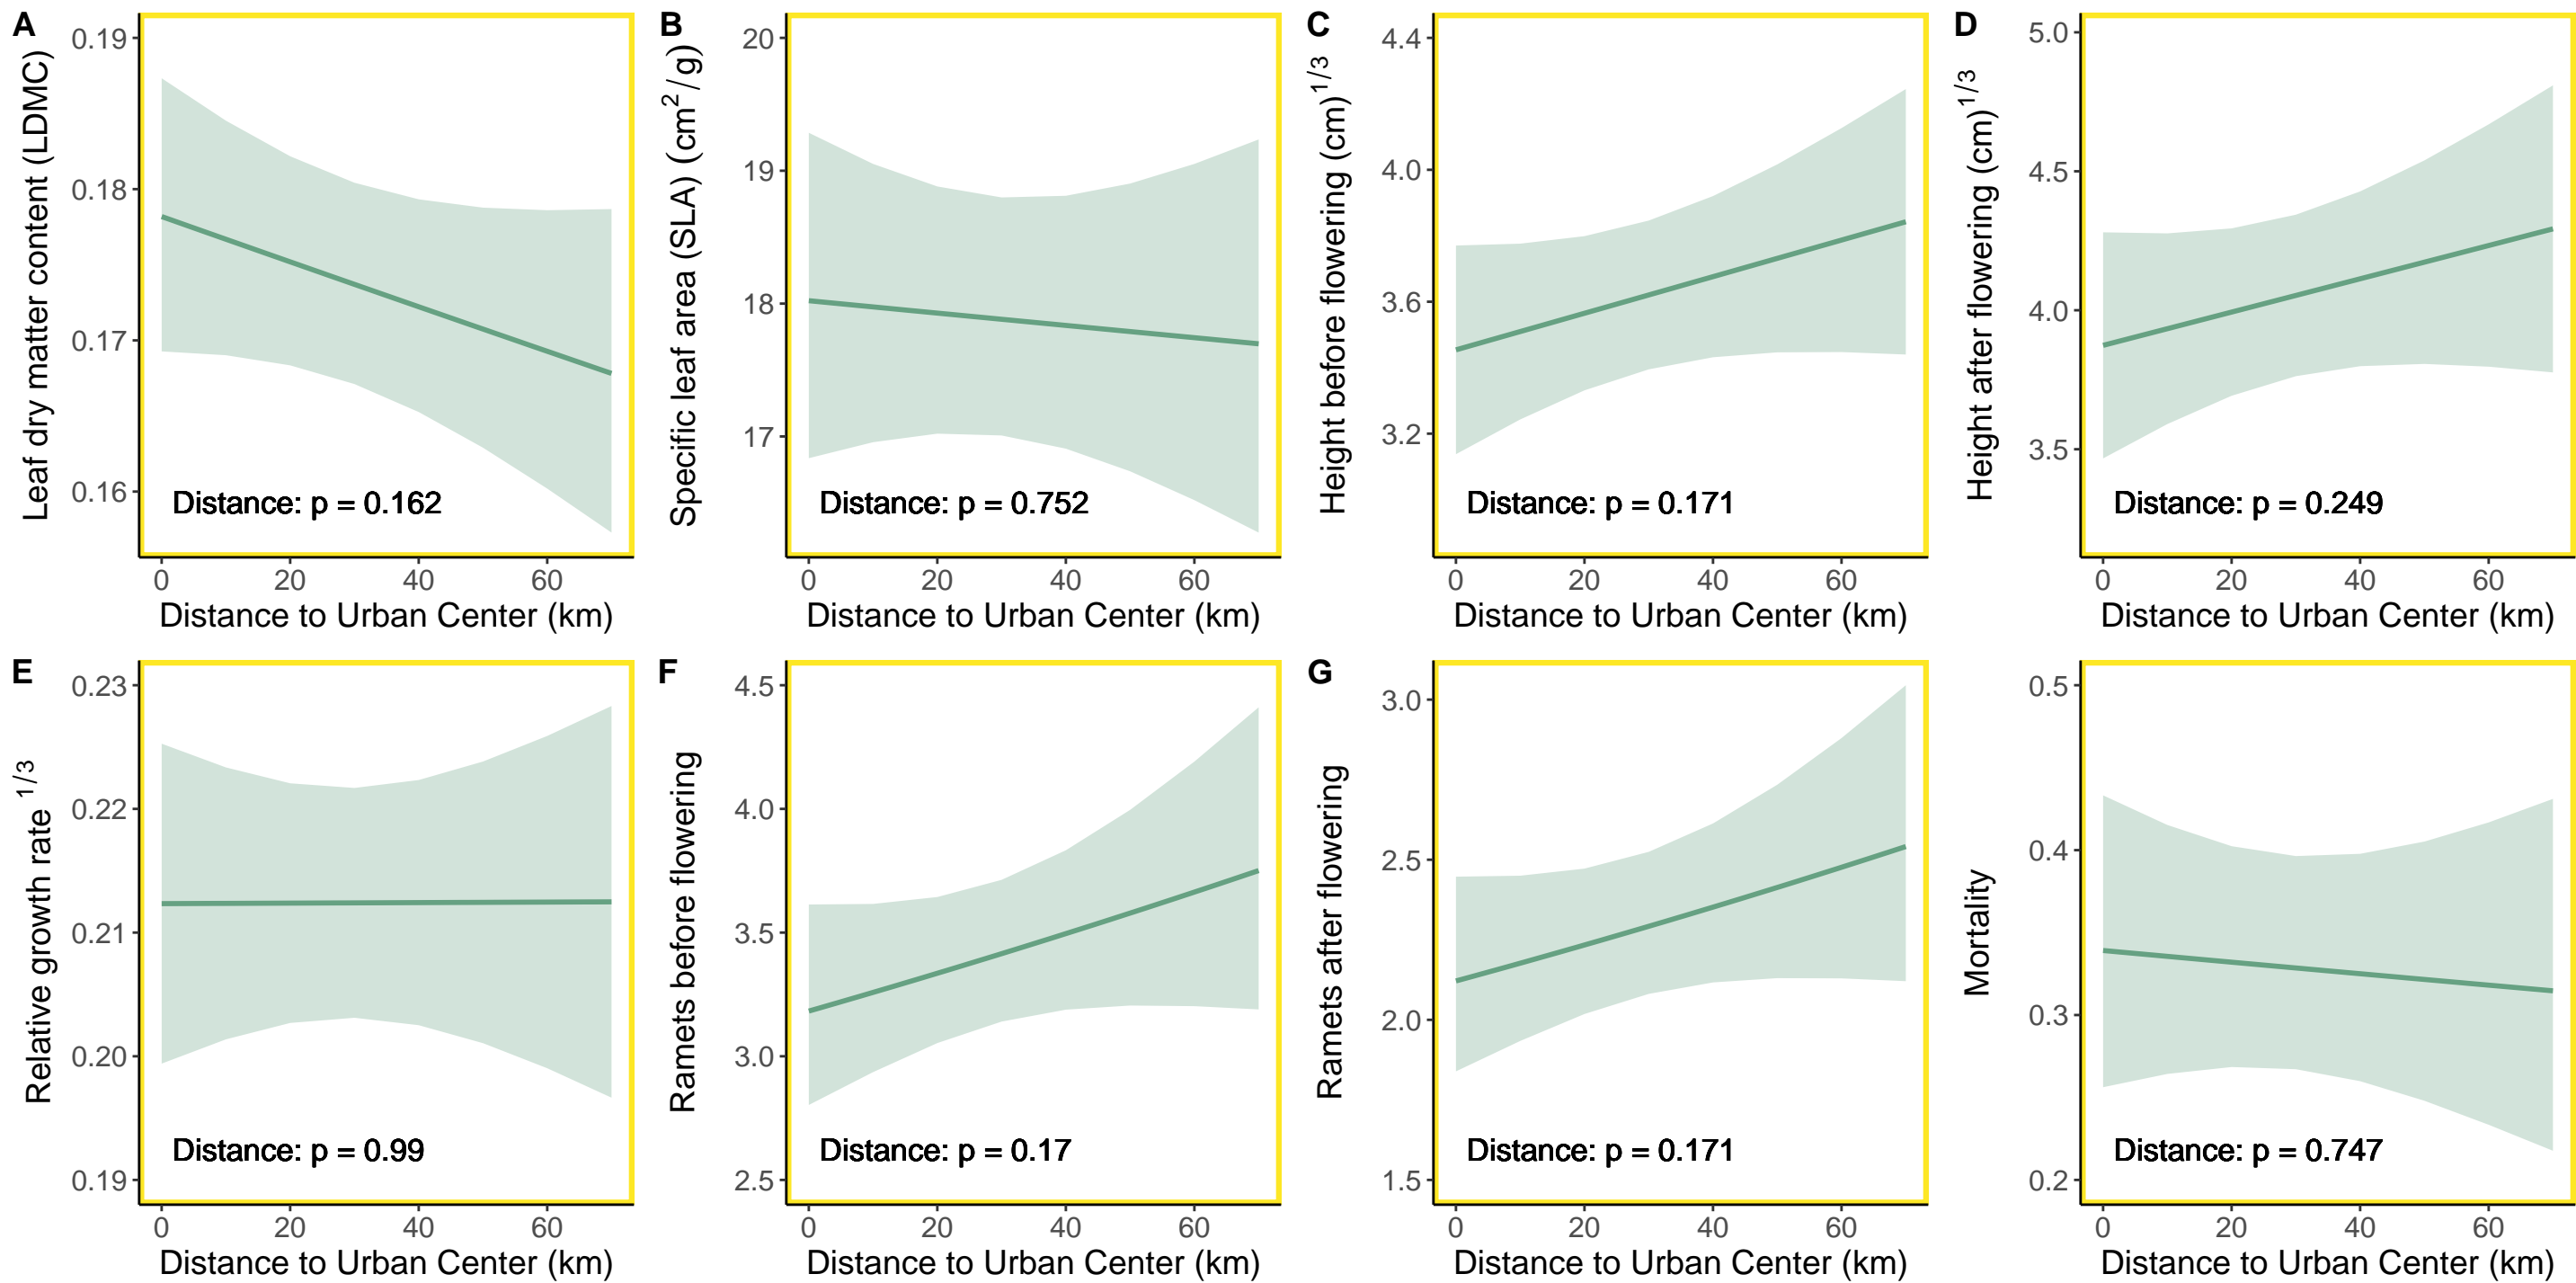 A
Leaf dry matter content (LDMC)
0.19
0.18
0.17
0.16
Distance: p = 0.162
0 20 40 60
Distance to Urban Center (km)
B
Specific leaf area (SLA) (cm²/g)
20
19
18
17
Distance: p = 0.752
0 20 40 60
Distance to Urban Center (km)
C
Height before flowering (cm)^1/3
4.4
4.0
3.6
3.2
Distance: p = 0.171
0 20 40 60
Distance to Urban Center (km)
D
Height after flowering (cm)^1/3
5.0
4.5
4.0
3.5
Distance: p = 0.249
0 20 40 60
Distance to Urban Center (km)
E
Relative growth rate ^1/3
0.23
0.22
0.21
0.20
0.19
Distance: p = 0.99
0 20 40 60
Distance to Urban Center (km)
F
Ramets before flowering
4.5
4.0
3.5
3.0
2.5
Distance: p = 0.17
0 20 40 60
Distance to Urban Center (km)
G
Ramets after flowering
3.0
2.5
2.0
1.5
Distance: p = 0.171
0 20 40 60
Distance to Urban Center (km)
Mortality
0.5
0.4
0.3
0.2
Distance: p = 0.747
0 20 40 60
Distance to Urban Center (km)